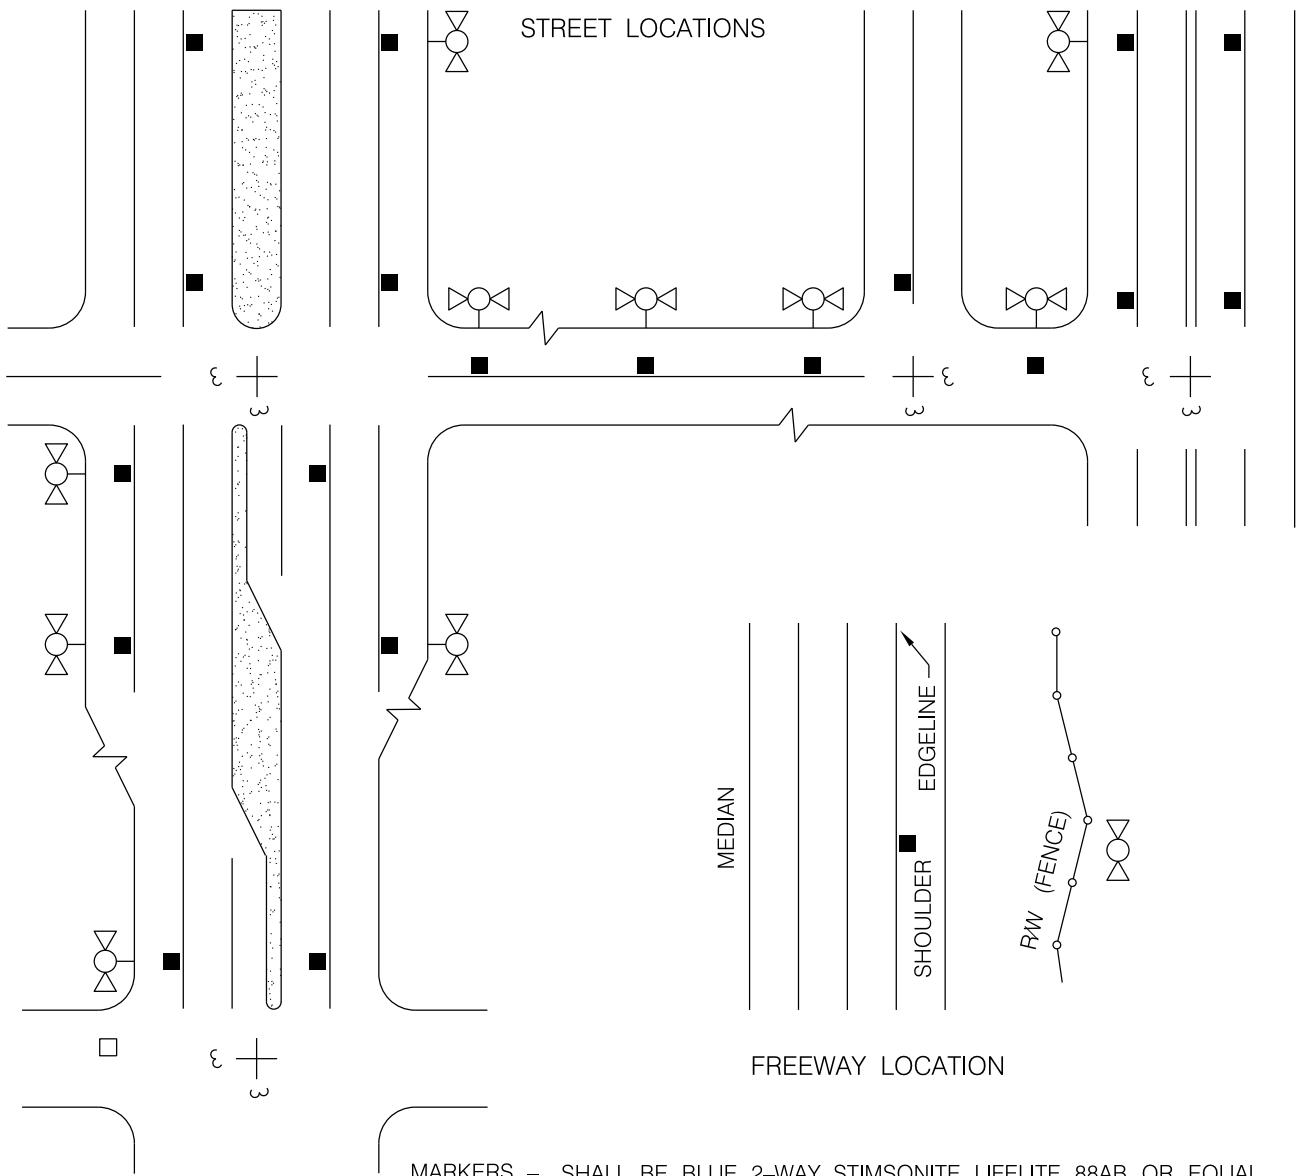 STREET LOCATIONS
EDGELINE
MEDIAN
SHOULDER
R/W (FENCE)
FREEWAY LOCATION
MARKERS – SHALL BE BLUE 2–WAY STIMSONITE LIFELITE 88AB OR EQUAL